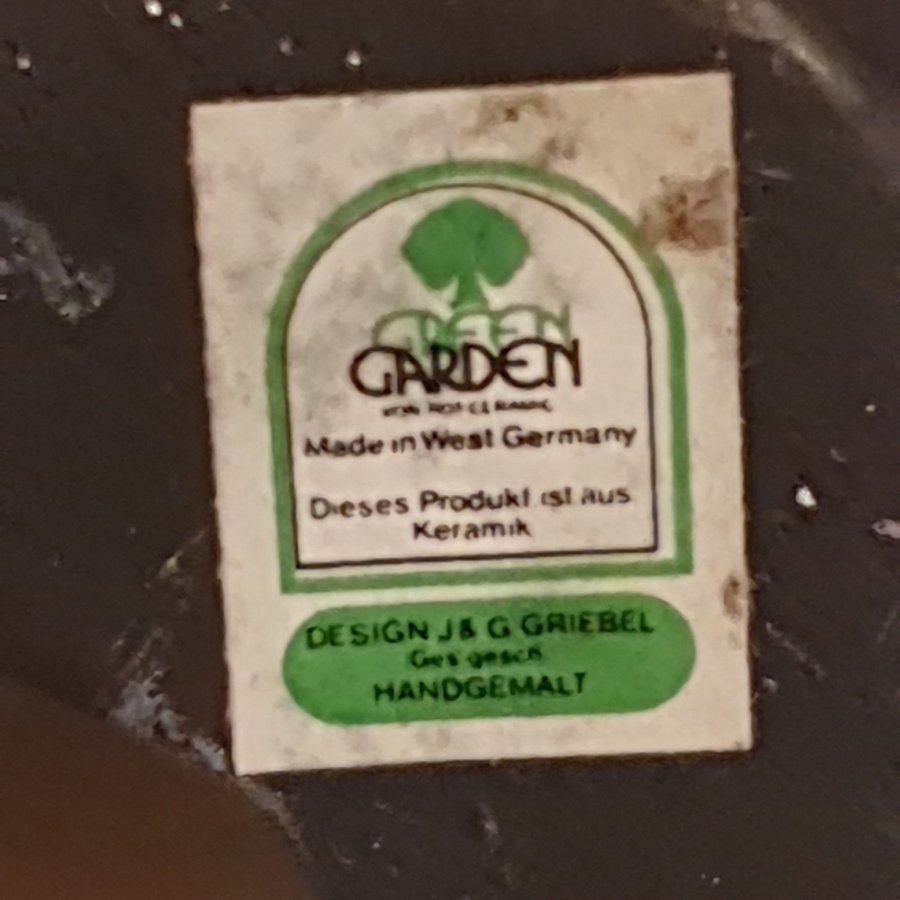 GREEN
GARDEN
Made in West Germany
Dieses Produkt ist aus
Keramik
DESIGN J & G GRIEBEL
Ges gesch
HANDGEMALT